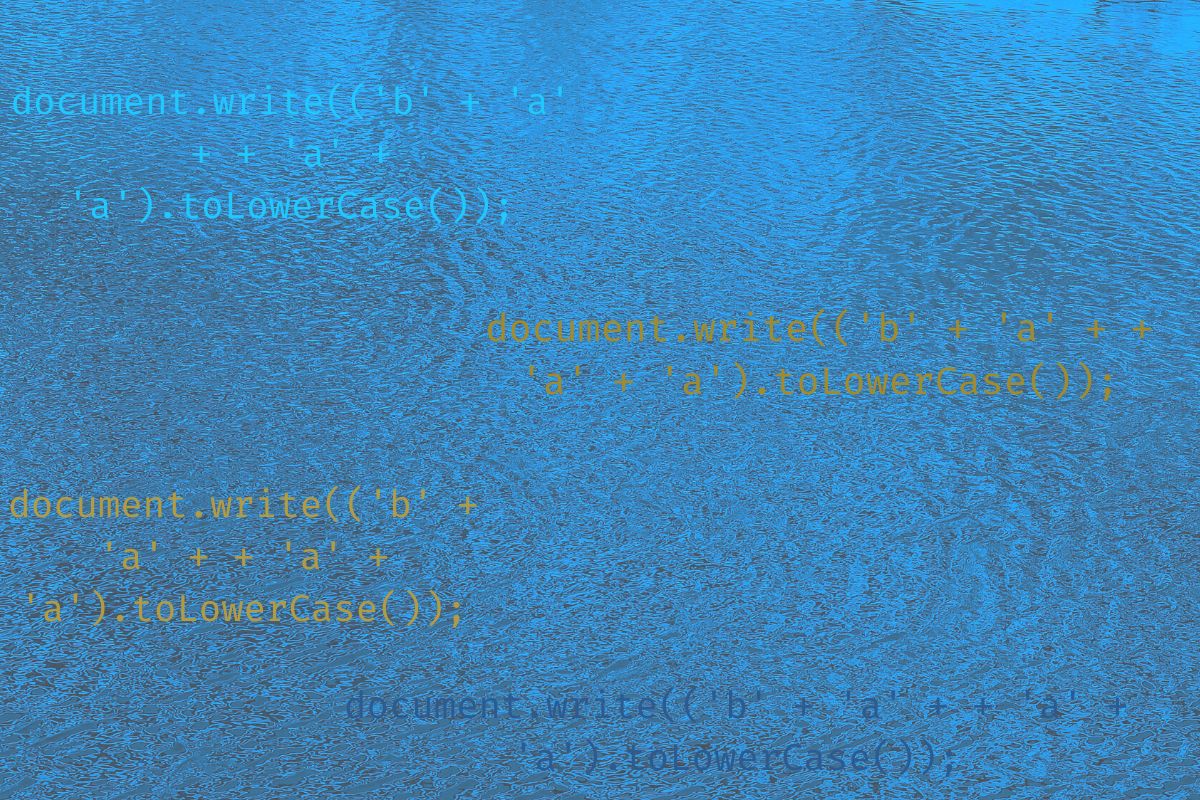 document.write(('b' + 'a'
+ + 'a' +
'a').toLowerCase());
document.write(('b' + 'a' + +
'a' + 'a').toLowerCase());
document.write(('b' +
'a' + + 'a' +
'a').toLowerCase());
document.write(('b' + 'a' + + 'a' +
'a').toLowerCase());